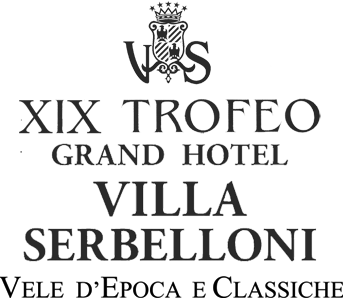 VS
XIX TROFEO
GRAND HOTEL
VILLA
SERBELLONI
VELE D'EPOCA E CLASSICHE